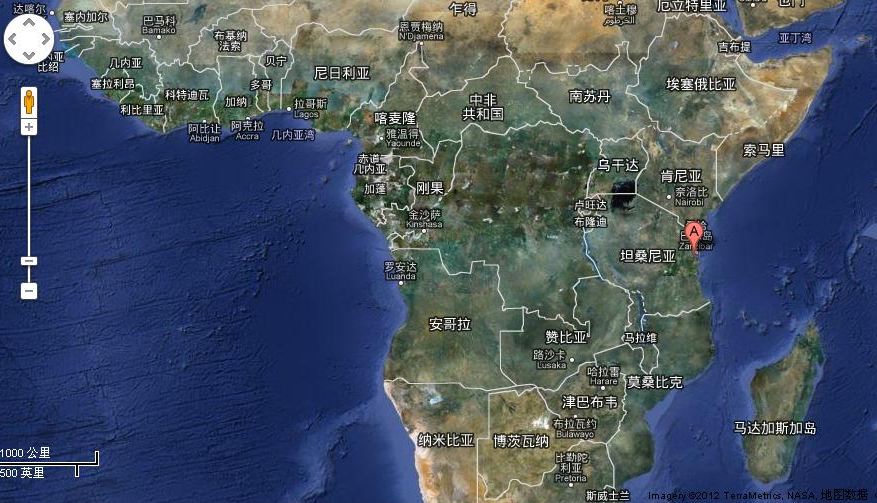 达喀尔
塞内加尔
巴马科
Bamako
布基纳
法索
恩贾梅纳
N'Djamena
乍得
喀土穆
الخرطوم
厄立特里亚
亚丁湾
吉布提
比绍
几内亚
塞拉利昂
利比里亚
科特迪瓦
加纳
多哥
贝宁
尼日利亚
拉哥斯
Lagos
阿比让
Abidjan
阿克拉
Accra
几内亚湾
喀麦隆
雅温得
Yaounde
中非
共和国
南苏丹
埃塞俄比亚
索马里
赤道
几内亚
加蓬
刚果
乌干达
肯尼亚
奈洛比
Nairobi
卢旺达
布隆迪
金沙萨
Kinshasa
A
Zanzibar
坦桑尼亚
罗安达
Luanda
安哥拉
赞比亚
路沙卡
Lusaka
马拉维
哈拉雷
Harare
莫桑比克
津巴布韦
布拉瓦约
Bulawayo
纳米比亚
博茨瓦纳
马达加斯加岛
比勒陀
利亚
Pretoria
斯威士兰
1000 公里
500 英里
Imagery ©2012 TerraMetrics, NASA, 地图数据